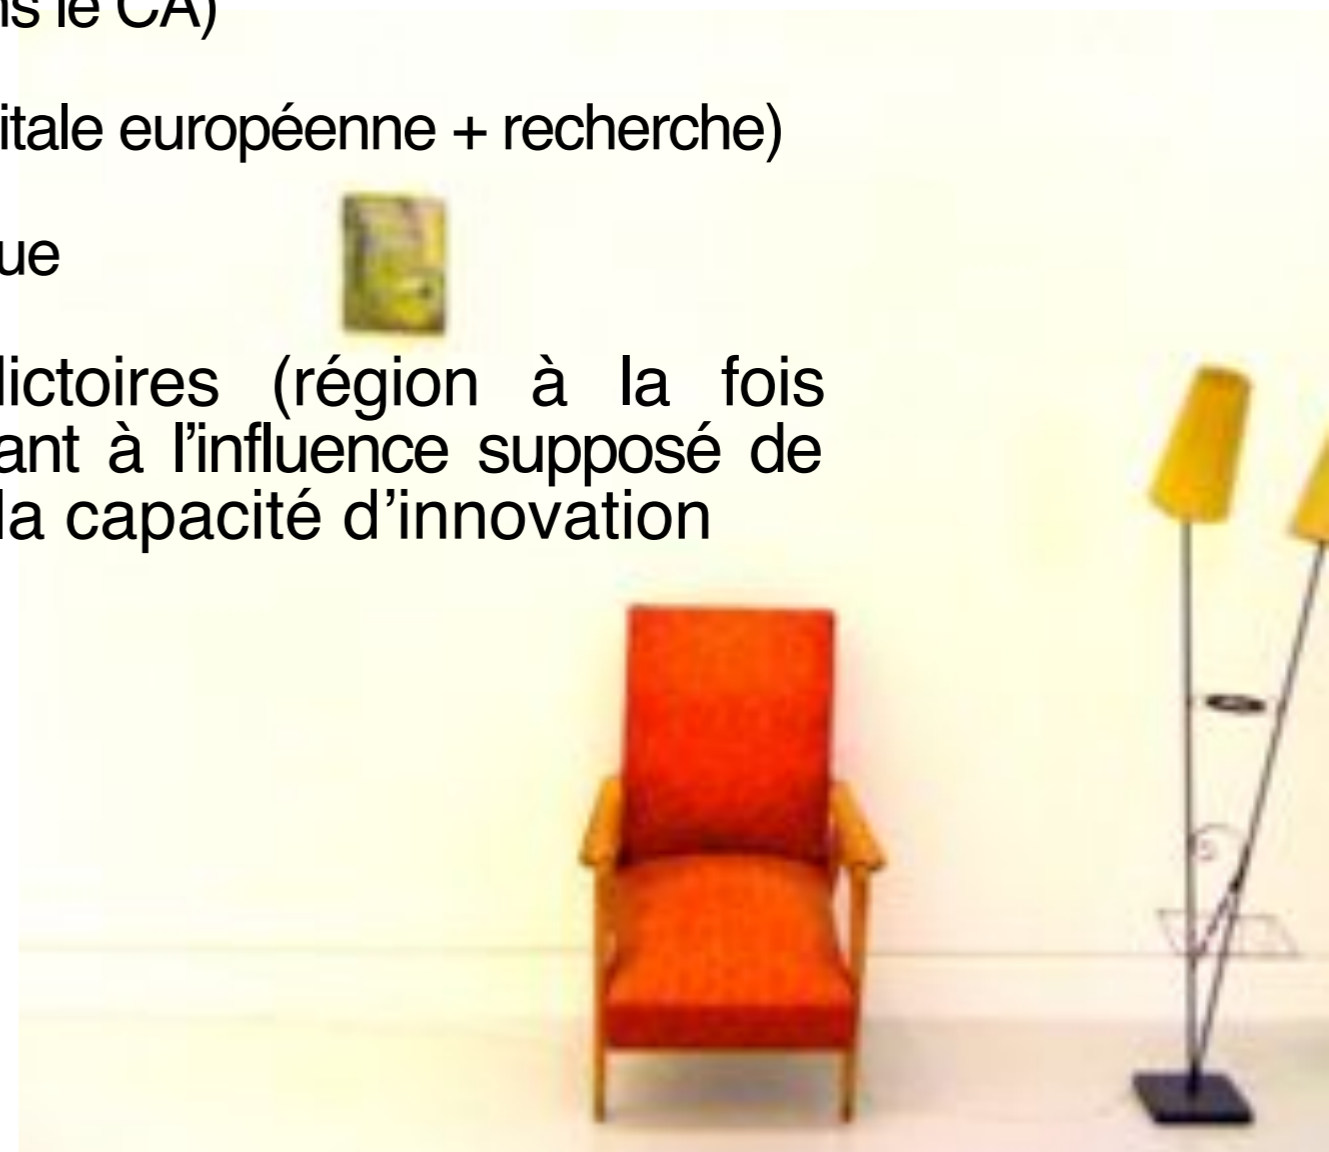 ns le CA)
itale européenne + recherche)
ue
lictoires (région à la fois
ant à l'influence supposé de
la capacité d'innovation